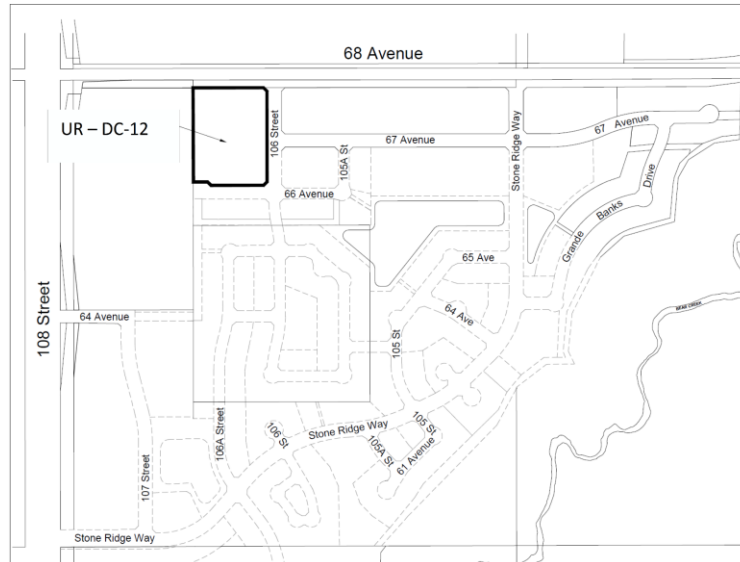 68 Avenue
UR – DC-12
106 Street
67 Avenue
105A St
Stone Ridge Way
67 Avenue
66 Avenue
Grande Banks Drive
65 Ave
64 Ave
BEAR CREEK
108 Street
64 Avenue
105 St
106A Street
106 St
Stone Ridge Way
105 St
105A St
61 Avenue
107 Street
Stone Ridge Way